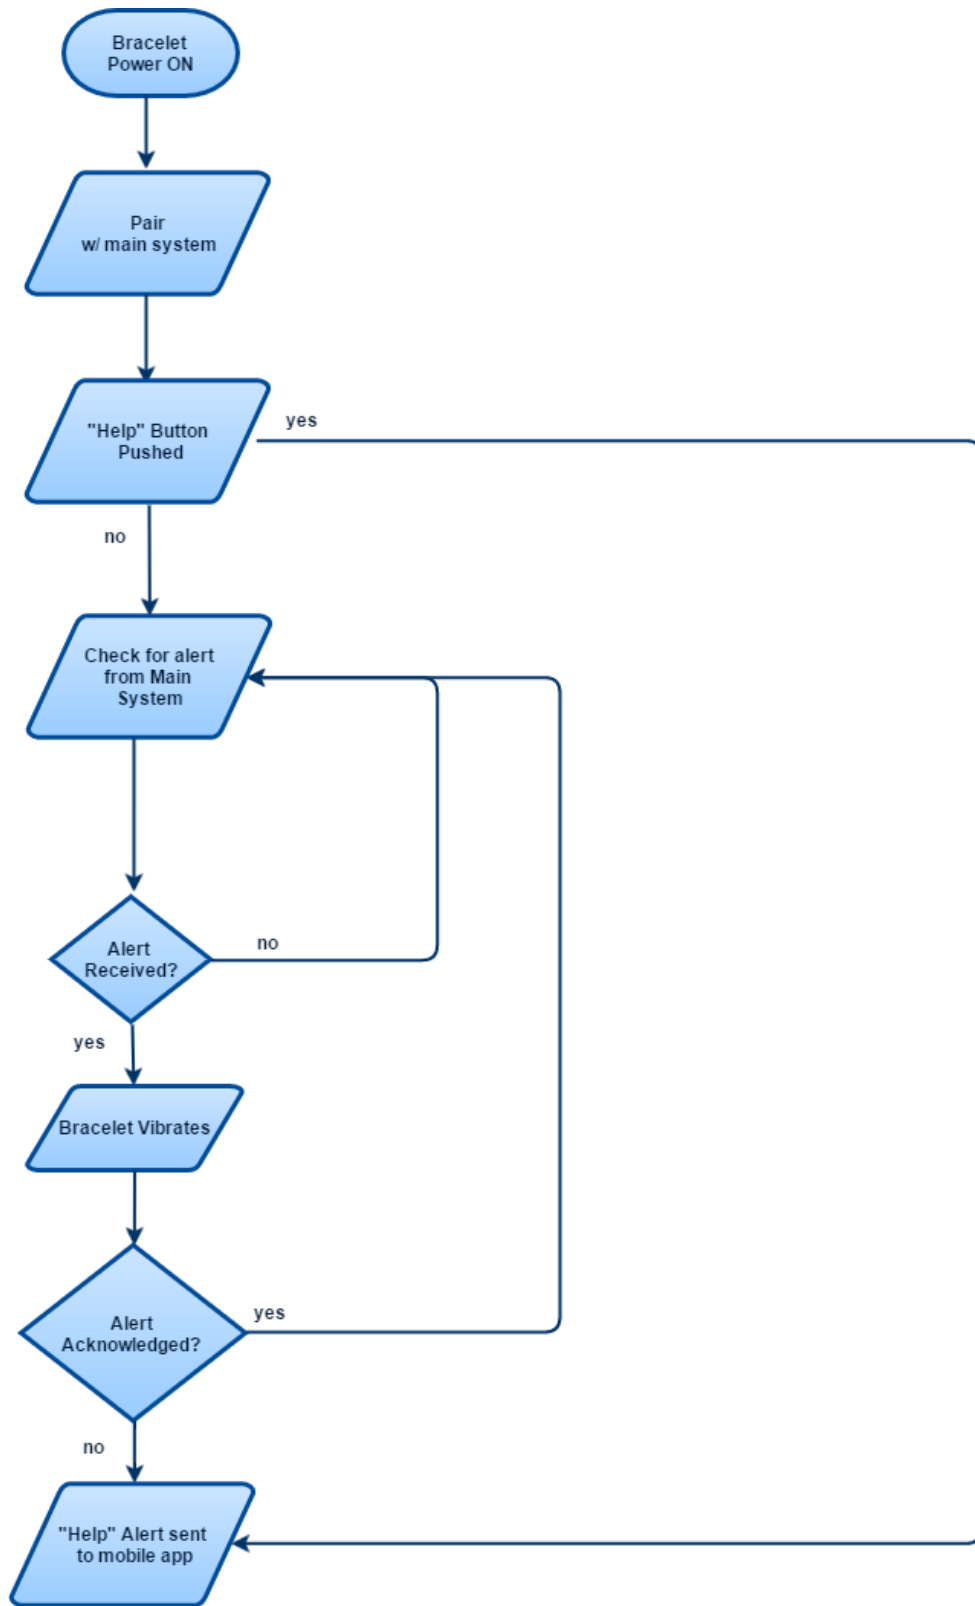 Bracelet
Power ON
Pair
w/ main system
"Help" Button
Pushed
yes
no
Check for alert
from Main
System
Alert
Received?
no
yes
Bracelet Vibrates
Alert
Acknowledged?
yes
no
"Help" Alert sent
to mobile app